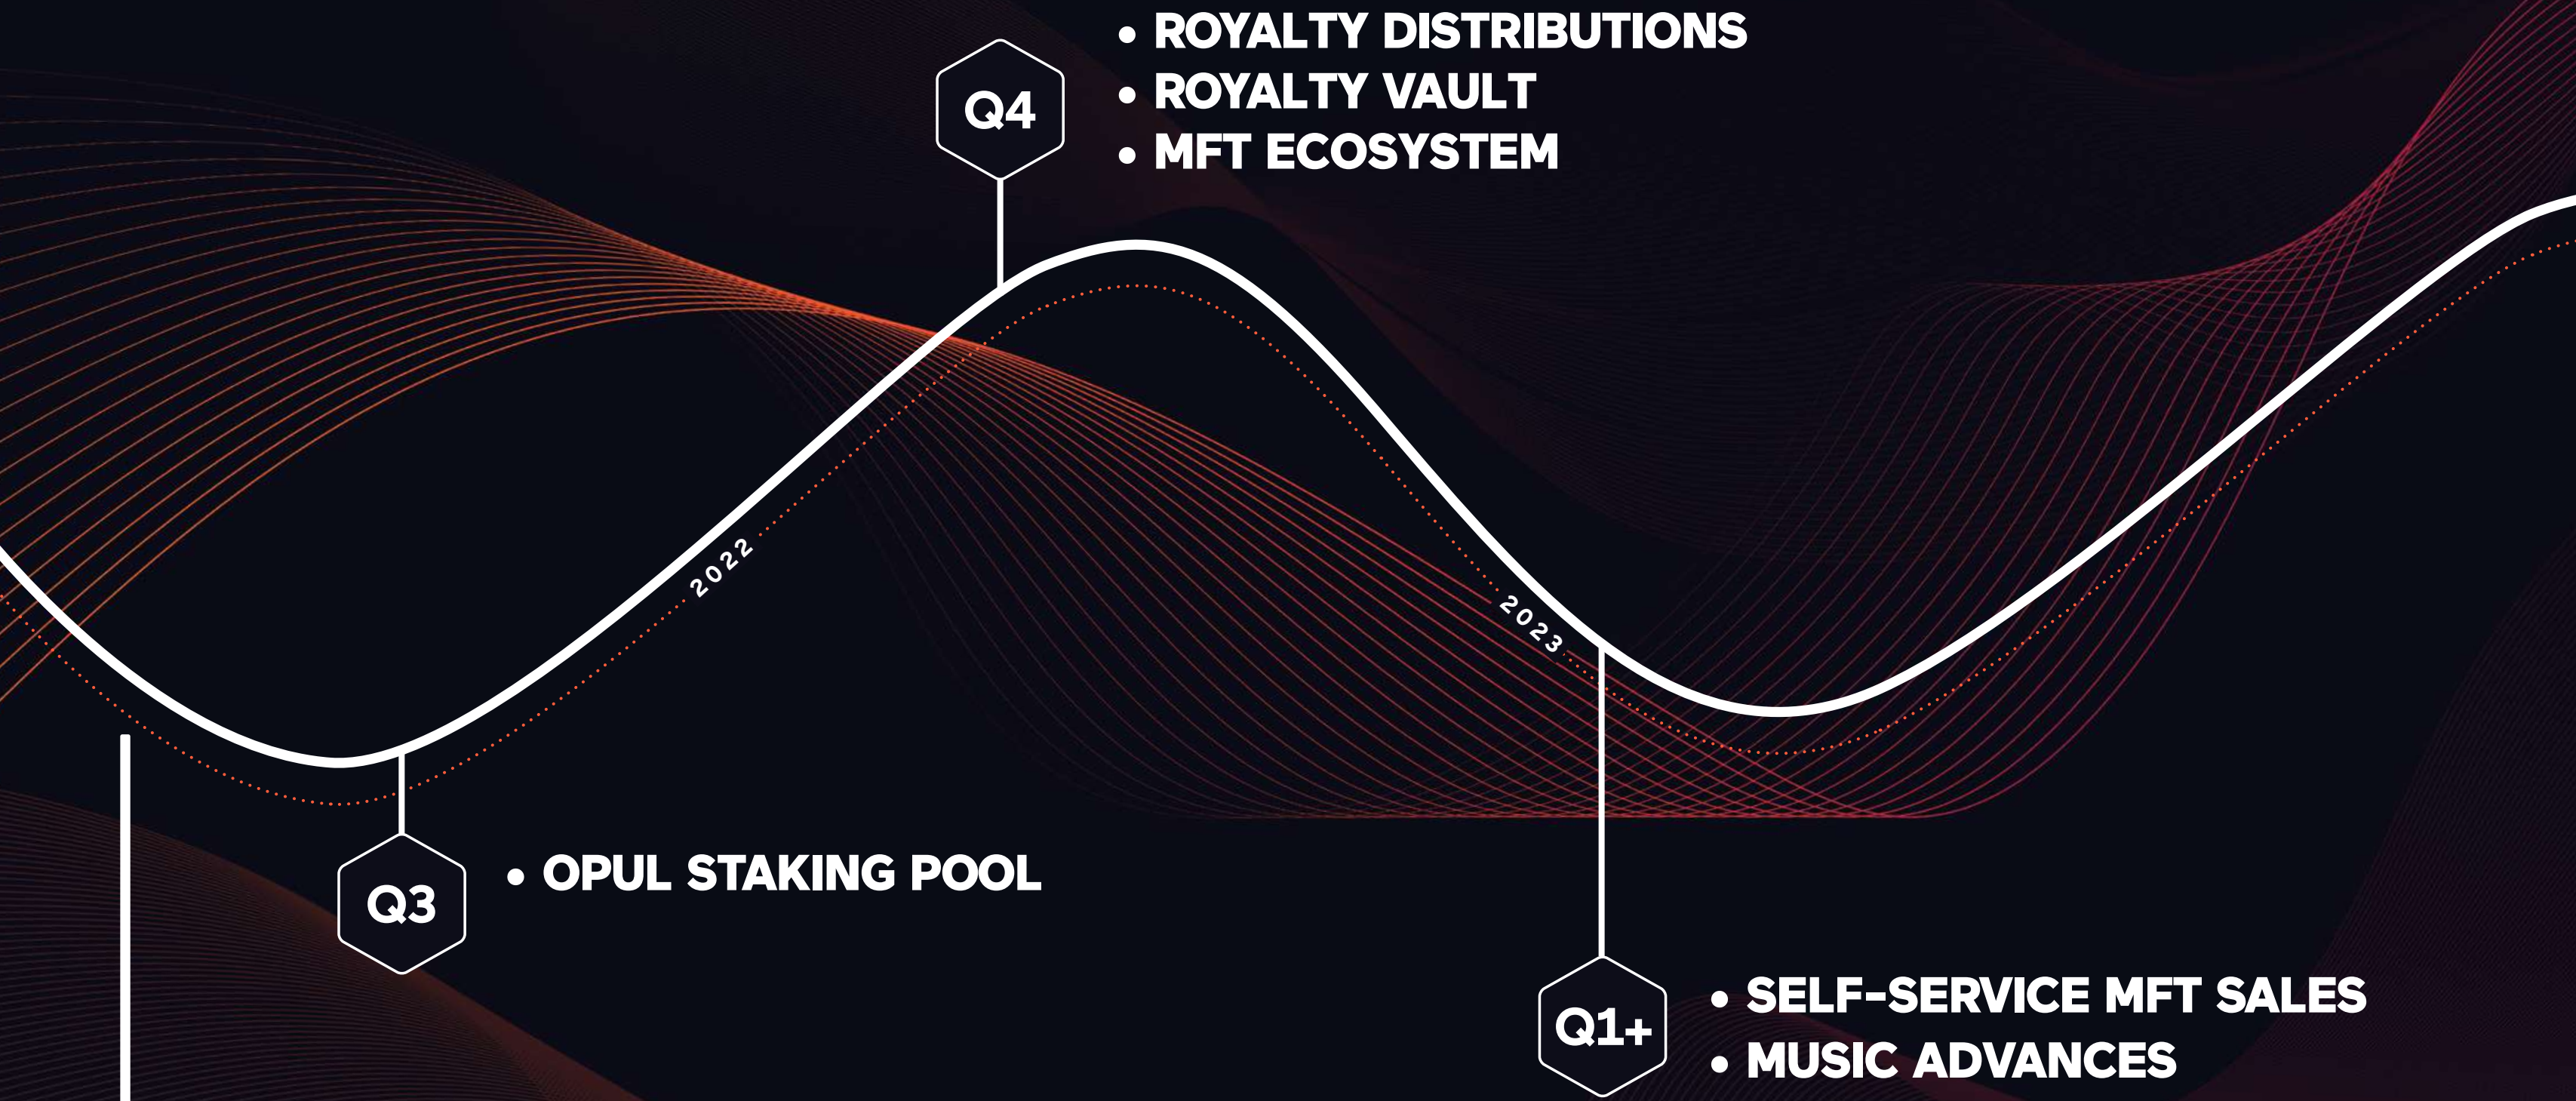 Q4
• ROYALTY DISTRIBUTIONS
• ROYALTY VAULT
• MFT ECOSYSTEM
2022
2023
Q3
• OPUL STAKING POOL
Q1+
• SELF-SERVICE MFT SALES
• MUSIC ADVANCES